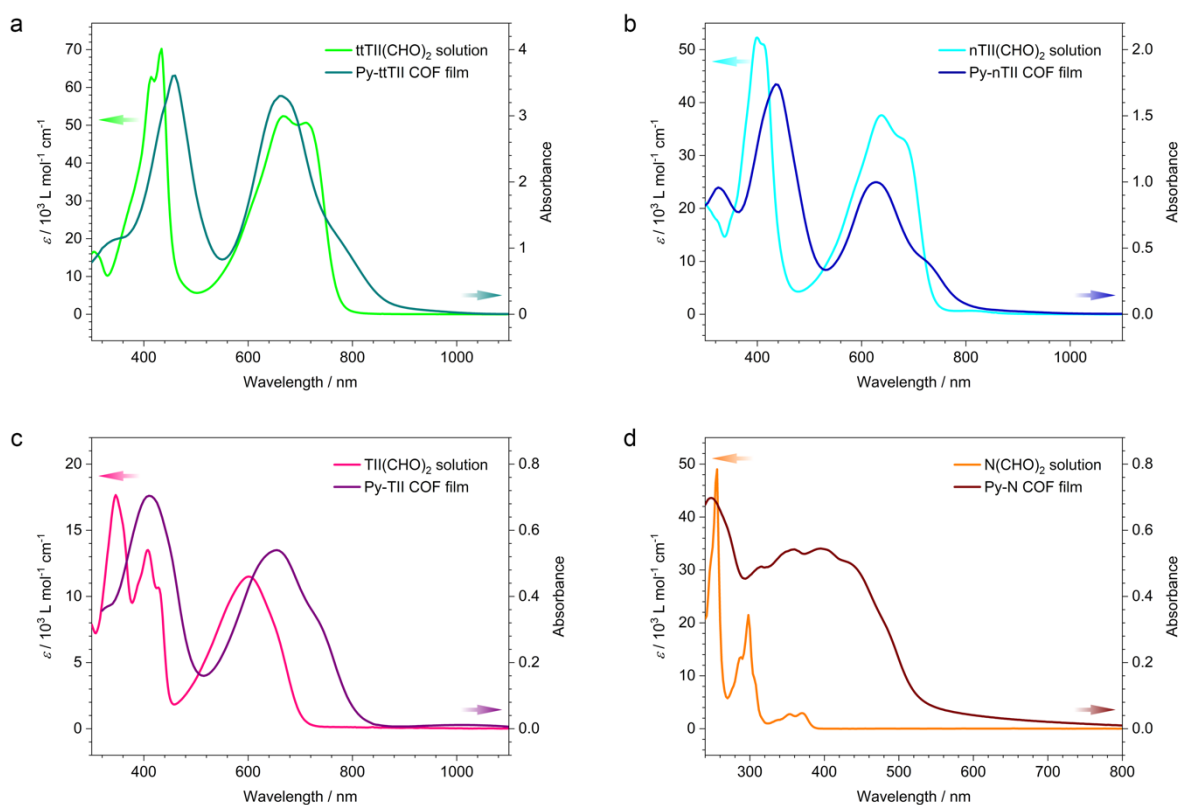 a
ttTII(CHO)₂ solution
Py-ttTII COF film
70
60
50
40
30
20
10
0
ε / 10³ L mol⁻¹ cm⁻¹
4
3
2
1
0
Absorbance
400
600
800
1000
Wavelength / nm
b
nTII(CHO)₂ solution
Py-nTII COF film
50
40
30
20
10
0
ε / 10³ L mol⁻¹ cm⁻¹
2.0
1.5
1.0
0.5
0.0
Absorbance
400
600
800
1000
Wavelength / nm
c
TII(CHO)₂ solution
Py-TII COF film
20
15
10
5
0
ε / 10³ L mol⁻¹ cm⁻¹
0.8
0.6
0.4
0.2
0.0
Absorbance
400
600
800
1000
Wavelength / nm
d
N(CHO)₂ solution
Py-N COF film
50
40
30
20
10
0
ε / 10³ L mol⁻¹ cm⁻¹
0.8
0.6
0.4
0.2
0.0
Absorbance
300
400
500
600
700
800
Wavelength / nm